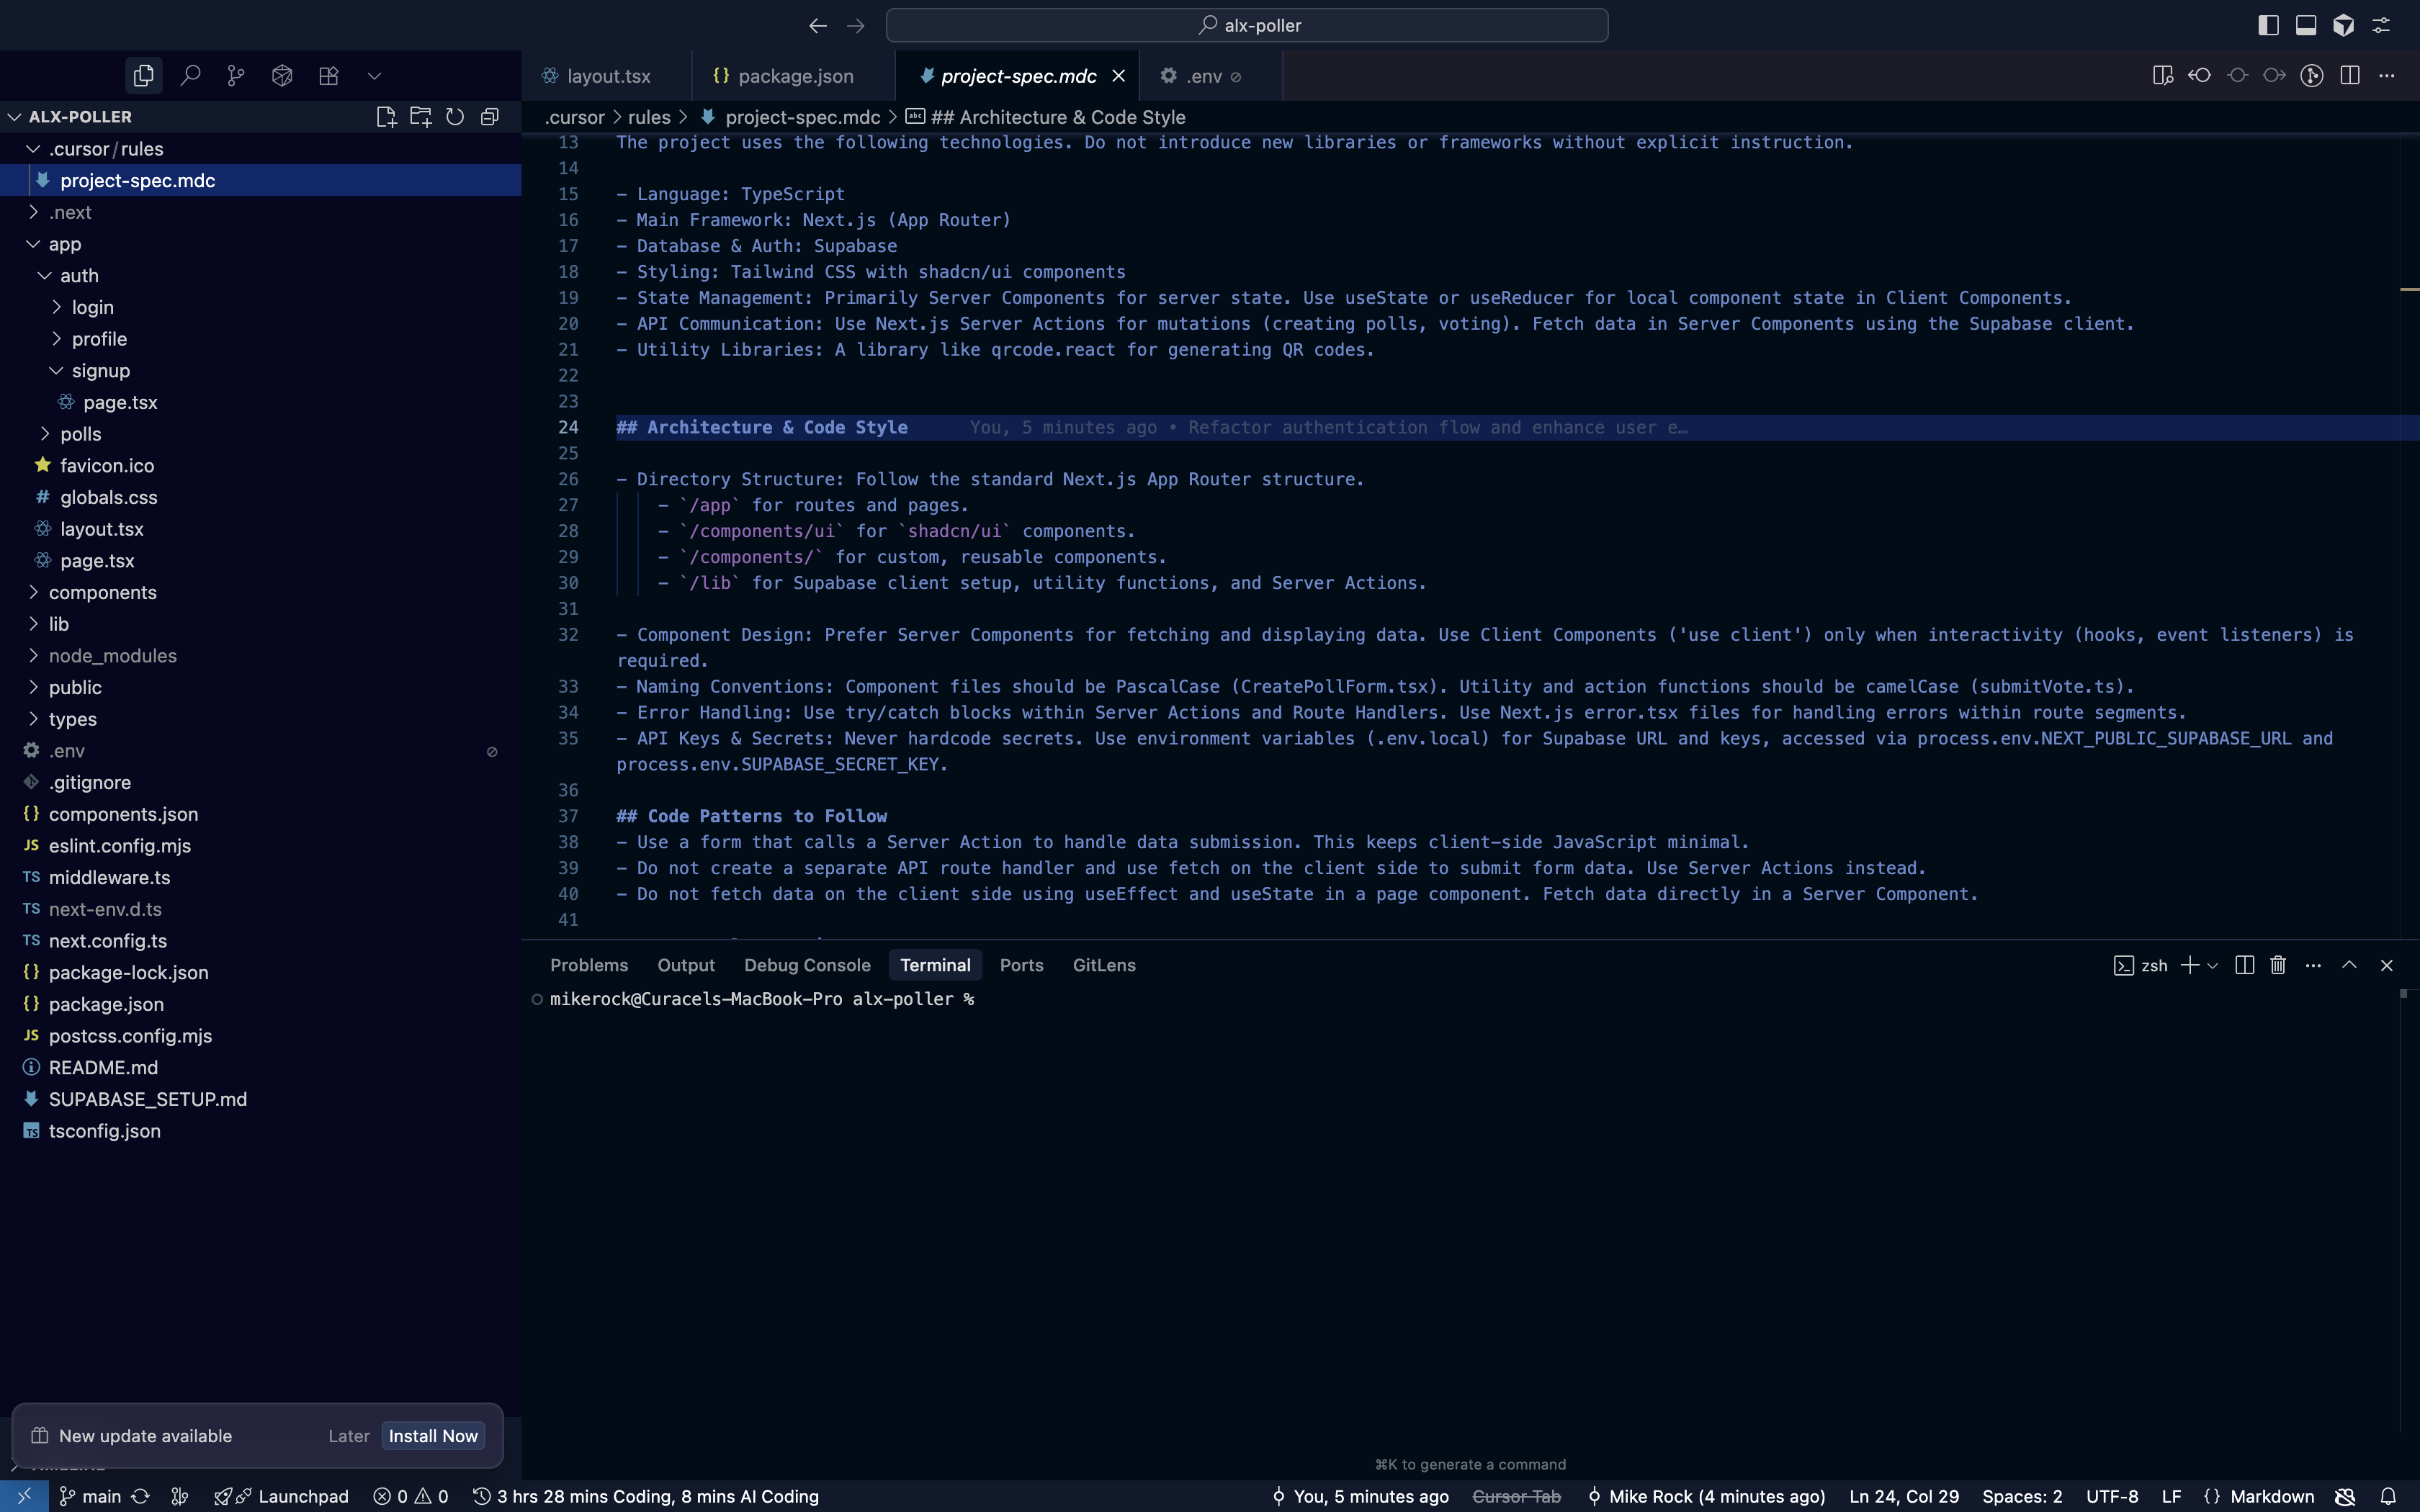 alx-poller
layout.tsx
{} package.json
project-spec.mdc
.env
ALX-POLLER
.cursor > rules > project-spec.mdc > ## Architecture & Code Style
.cursor/rules
project-spec.mdc
.next
app
auth
login
profile
signup
page.tsx
polls
favicon.ico
# globals.css
layout.tsx
page.tsx
components
lib
node_modules
public
types
.env
.gitignore
{} components.json
JS eslint.config.mjs
TS middleware.ts
TS next-env.d.ts
TS next.config.ts
{} package-lock.json
{} package.json
JS postcss.config.mjs
README.md
SUPABASE_SETUP.md
TS tsconfig.json
New update available Later Install Now
13 The project uses the following technologies. Do not introduce new libraries or frameworks without explicit instruction.
14
15 - Language: TypeScript
16 - Main Framework: Next.js (App Router)
17 - Database & Auth: Supabase
18 - Styling: Tailwind CSS with shadcn/ui components
19 - State Management: Primarily Server Components for server state. Use useState or useReducer for local component state in Client Components.
20 - API Communication: Use Next.js Server Actions for mutations (creating polls, voting). Fetch data in Server Components using the Supabase client.
21 - Utility Libraries: A library like qrcode.react for generating QR codes.
22
23
24 ## Architecture & Code Style You, 5 minutes ago • Refactor authentication flow and enhance user e…
25
26 - Directory Structure: Follow the standard Next.js App Router structure.
27 - `/app` for routes and pages.
28 - `/components/ui` for `shadcn/ui` components.
29 - `/components/` for custom, reusable components.
30 - `/lib` for Supabase client setup, utility functions, and Server Actions.
31
32 - Component Design: Prefer Server Components for fetching and displaying data. Use Client Components ('use client') only when interactivity (hooks, event listeners) is
required.
33 - Naming Conventions: Component files should be PascalCase (CreatePollForm.tsx). Utility and action functions should be camelCase (submitVote.ts).
34 - Error Handling: Use try/catch blocks within Server Actions and Route Handlers. Use Next.js error.tsx files for handling errors within route segments.
35 - API Keys & Secrets: Never hardcode secrets. Use environment variables (.env.local) for Supabase URL and keys, accessed via process.env.NEXT_PUBLIC_SUPABASE_URL and
process.env.SUPABASE_SECRET_KEY.
36
37 ## Code Patterns to Follow
38 - Use a form that calls a Server Action to handle data submission. This keeps client-side JavaScript minimal.
39 - Do not create a separate API route handler and use fetch on the client side to submit form data. Use Server Actions instead.
40 - Do not fetch data on the client side using useEffect and useState in a page component. Fetch data directly in a Server Component.
41
Problems Output Debug Console Terminal Ports GitLens
zsh
mikerock@Curacels-MacBook-Pro alx-poller %
⌘K to generate a command
main Launchpad 0 0 3 hrs 28 mins Coding, 8 mins AI Coding
You, 5 minutes ago Cursor Tab Mike Rock (4 minutes ago) Ln 24, Col 29 Spaces: 2 UTF-8 LF {} Markdown